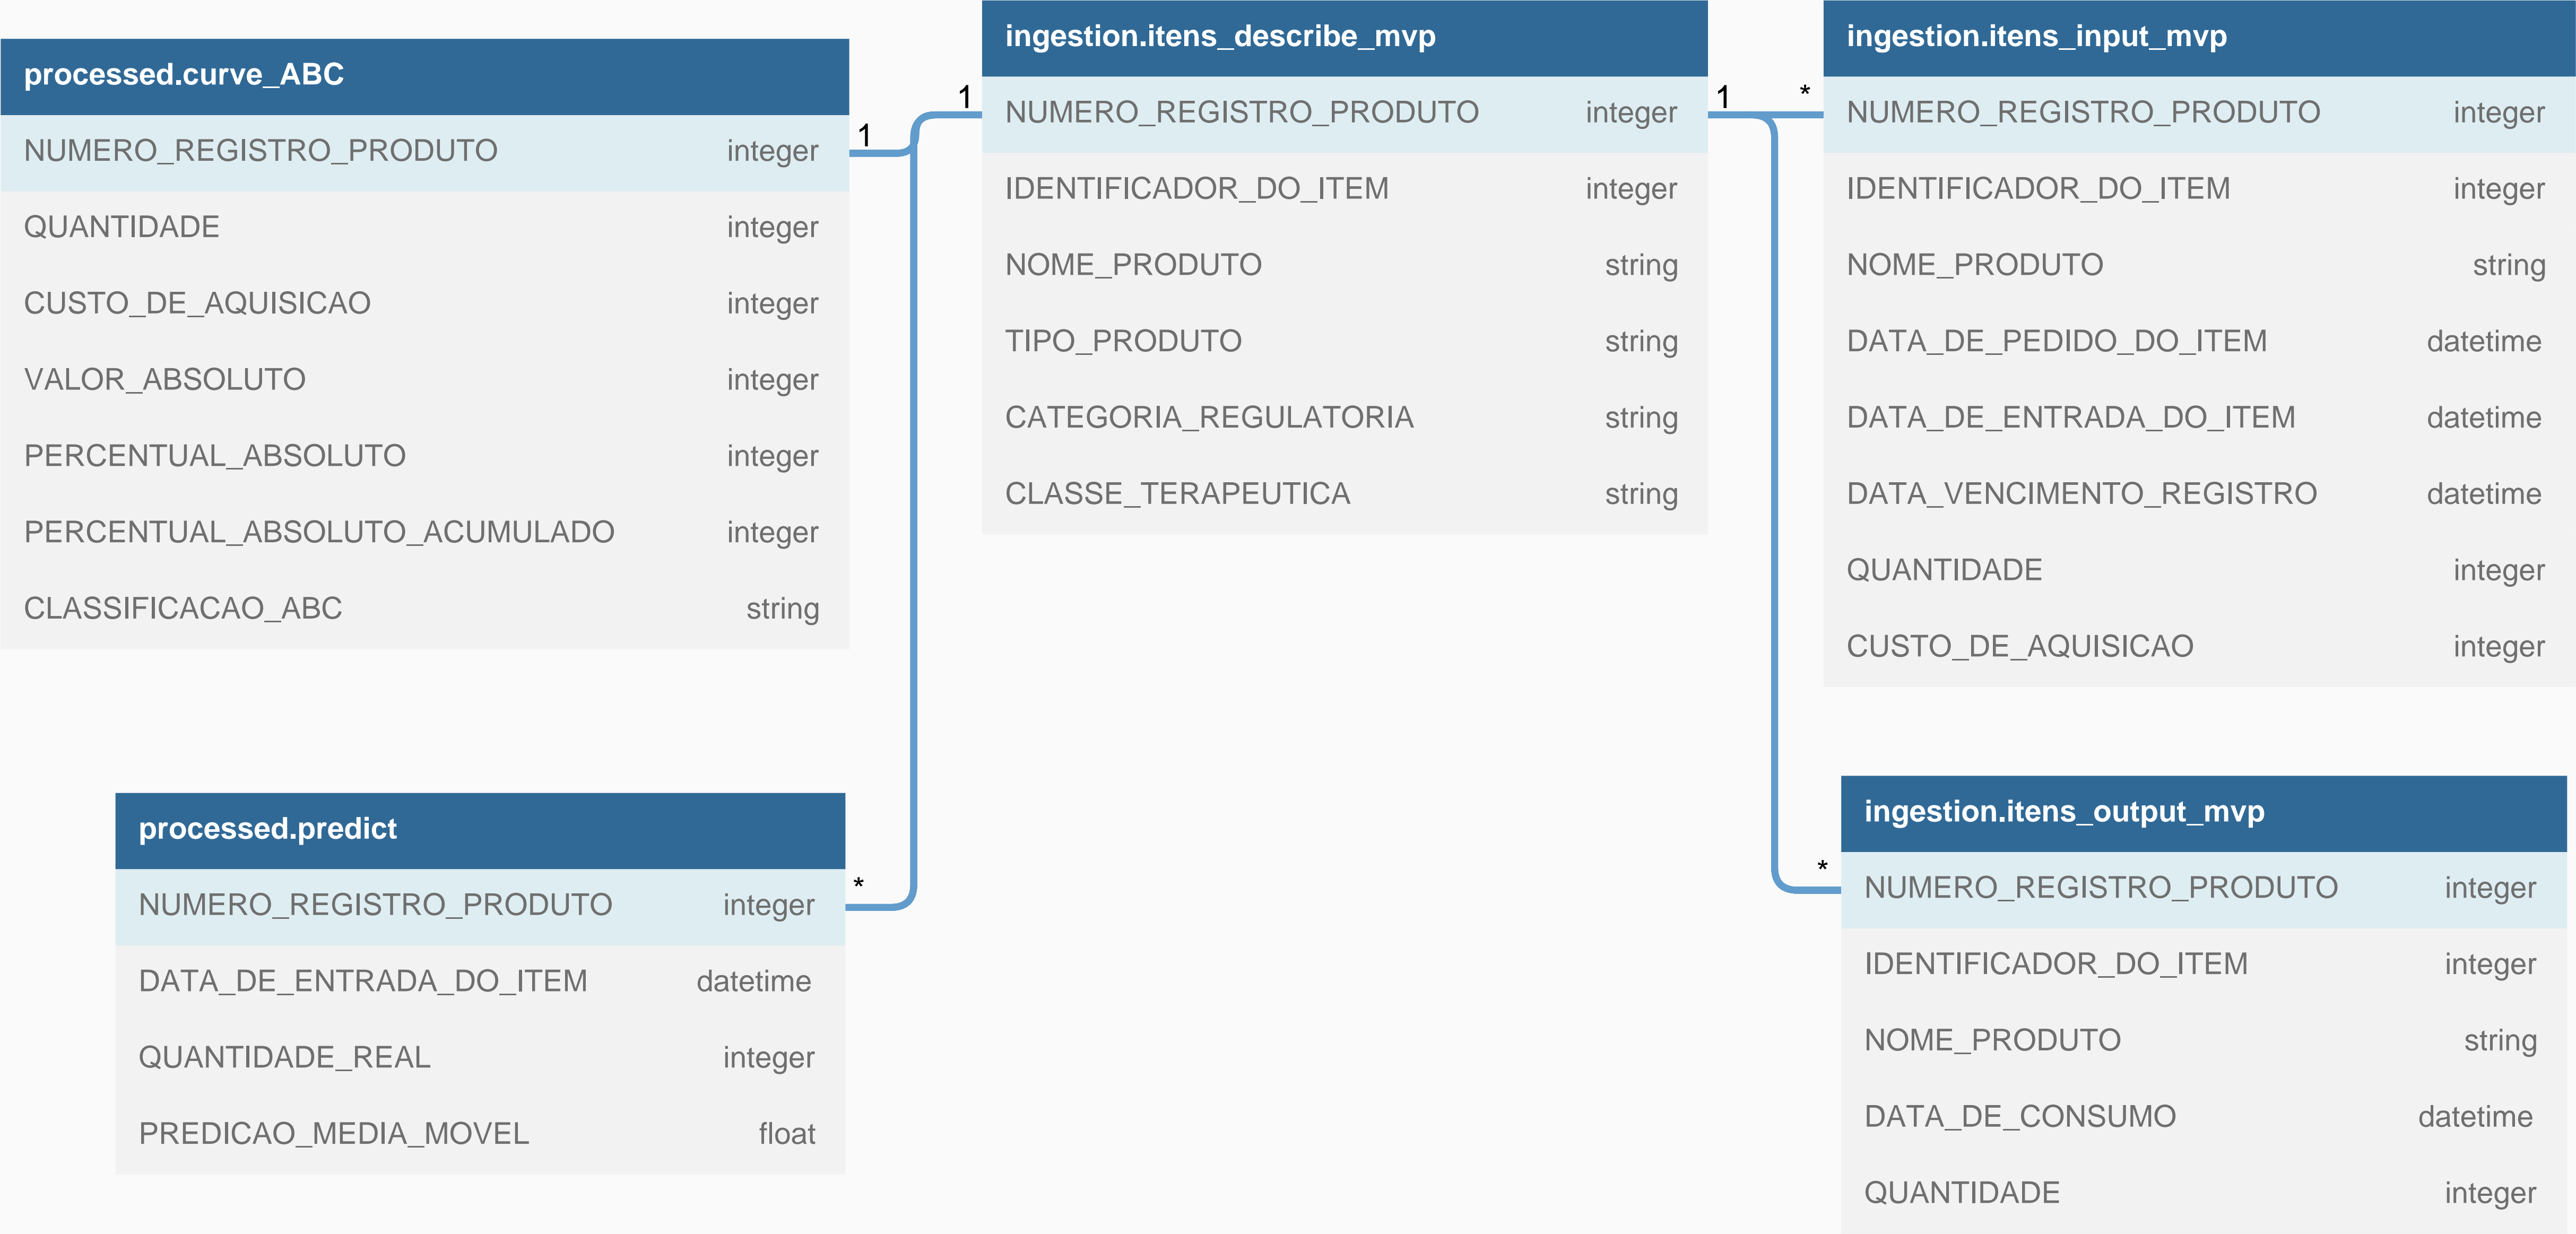 processed.curve_ABC
NUMERO_REGISTRO_PRODUTO integer
QUANTIDADE integer
CUSTO_DE_AQUISICAO integer
VALOR_ABSOLUTO integer
PERCENTUAL_ABSOLUTO integer
PERCENTUAL_ABSOLUTO_ACUMULADO integer
CLASSIFICACAO_ABC string
1
1
ingestion.itens_describe_mvp
NUMERO_REGISTRO_PRODUTO integer
IDENTIFICADOR_DO_ITEM integer
NOME_PRODUTO string
TIPO_PRODUTO string
CATEGORIA_REGULATORIA string
CLASSE_TERAPEUTICA string
1
*
ingestion.itens_input_mvp
NUMERO_REGISTRO_PRODUTO integer
IDENTIFICADOR_DO_ITEM integer
NOME_PRODUTO string
DATA_DE_PEDIDO_DO_ITEM datetime
DATA_DE_ENTRADA_DO_ITEM datetime
DATA_VENCIMENTO_REGISTRO datetime
QUANTIDADE integer
CUSTO_DE_AQUISICAO integer
processed.predict
NUMERO_REGISTRO_PRODUTO integer
DATA_DE_ENTRADA_DO_ITEM datetime
QUANTIDADE_REAL integer
PREDICAO_MEDIA_MOVEL float
*
*
ingestion.itens_output_mvp
NUMERO_REGISTRO_PRODUTO integer
IDENTIFICADOR_DO_ITEM integer
NOME_PRODUTO string
DATA_DE_CONSUMO datetime
QUANTIDADE integer